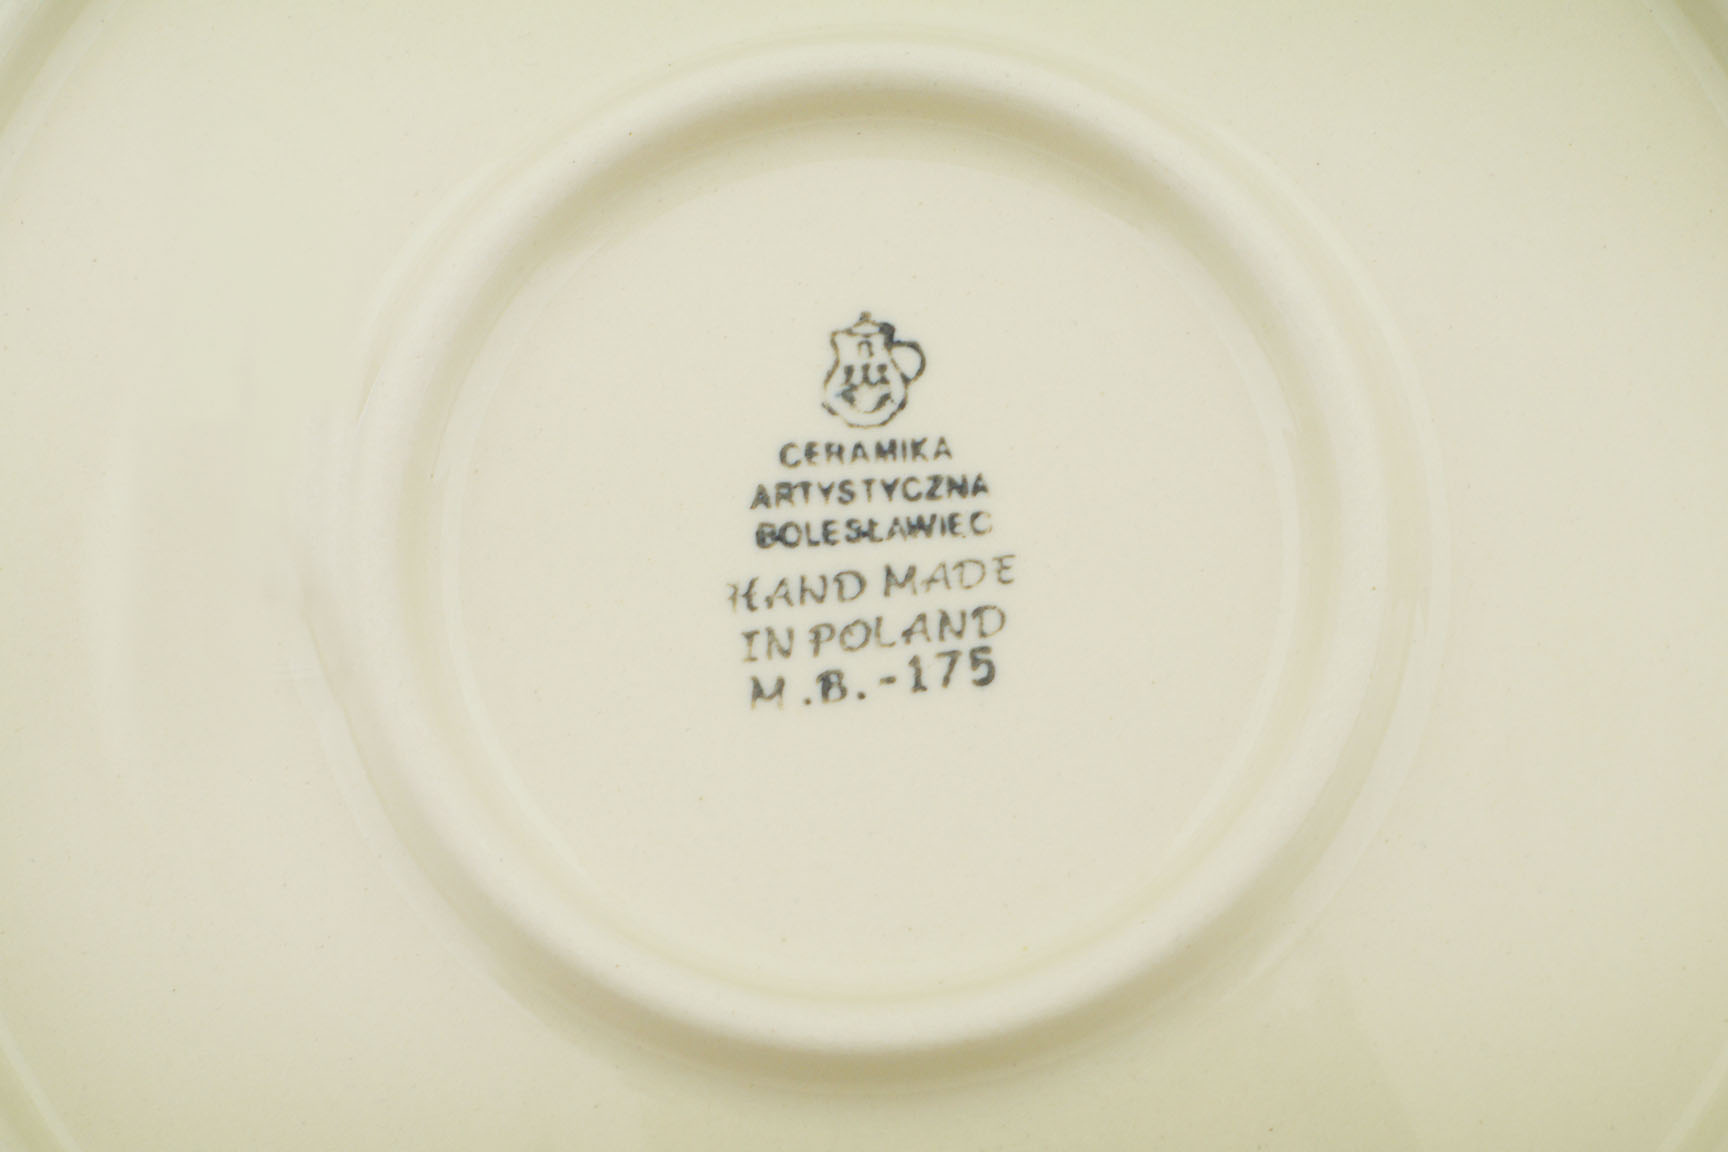 CERAMIKA
ARTYSTYCZNA
BOLESŁAWIEC
HAND MADE
IN POLAND
M.B.-175